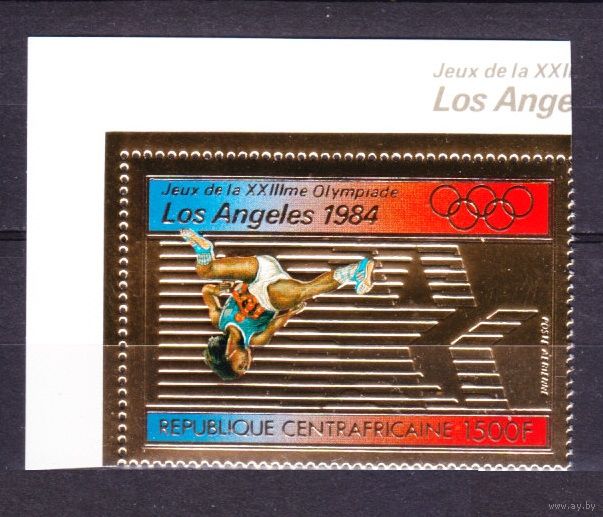 Jeux de la XXII
Los Ange
Jeux de la XXIIIme Olympiade
Los Angeles 1984
POSTE AERIENNE
REPUBLIQUE CENTRAFRICAINE 1500F
www.ay.by